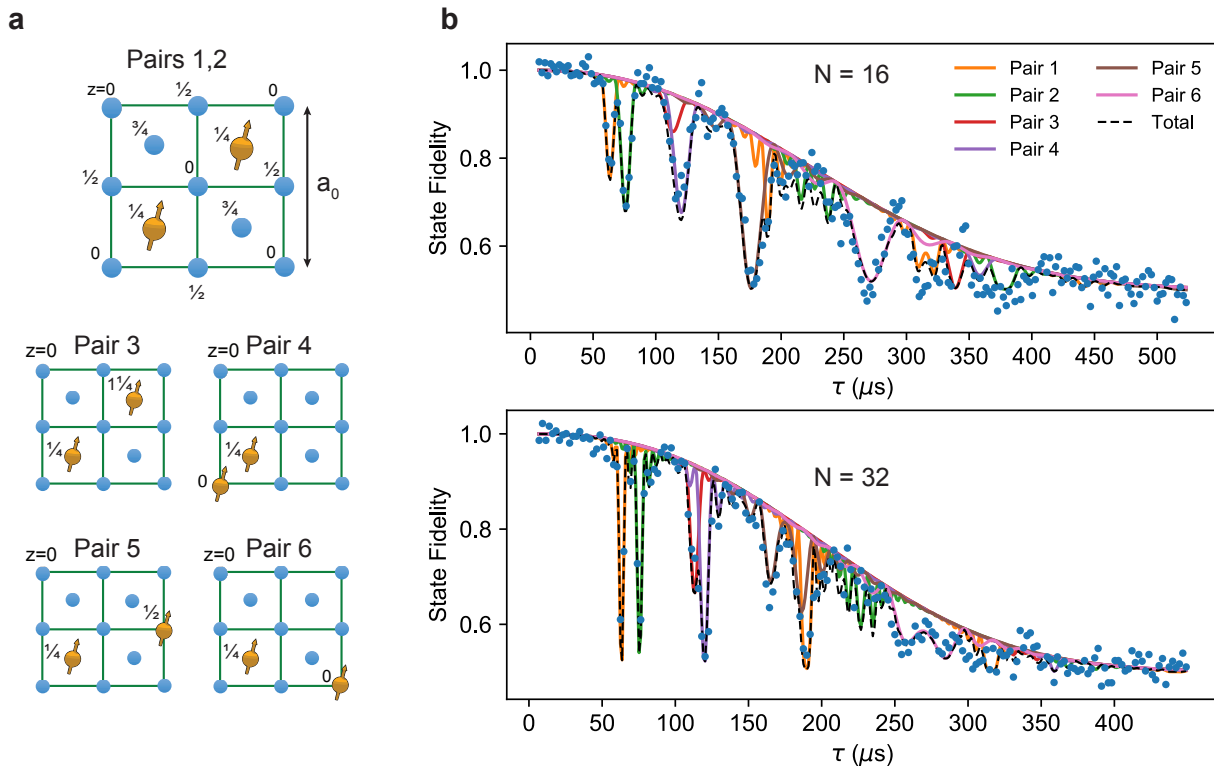 a
Pairs 1,2
z=0 ½ 0
¾ ¼
½ 0 ½
a₀
¼ ¾
0 ½ 0
Pair 3
z=0
1¼
¼
Pair 4
z=0
¼
0
Pair 5
z=0
½
¼
Pair 6
z=0
¼
0
b
N = 16
Pair 1
Pair 2
Pair 3
Pair 4
Pair 5
Pair 6
Total
State Fidelity
1.0
0.8
0.6
0 50 100 150 200 250 300 350 400 450 500
τ (μs)
N = 32
State Fidelity
1.0
0.8
0.6
0 50 100 150 200 250 300 350 400
τ (μs)